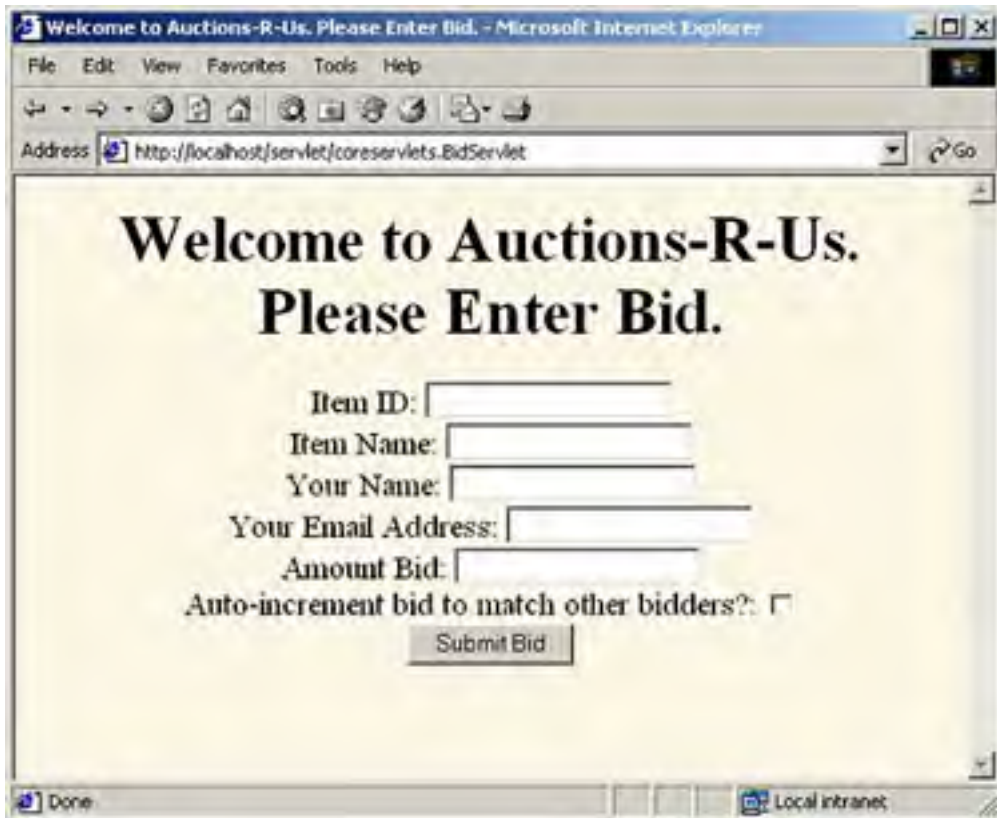 Welcome to Auctions-R-Us. Please Enter Bid. - Microsoft Internet Explorer
File Edit View Favorites Tools Help
Address http://localhost/servlet/coreservlets.BidServlet Go
Welcome to Auctions-R-Us.
Please Enter Bid.
Item ID:
Item Name:
Your Name:
Your Email Address:
Amount Bid:
Auto-increment bid to match other bidders?:
Submit Bid
Done Local intranet